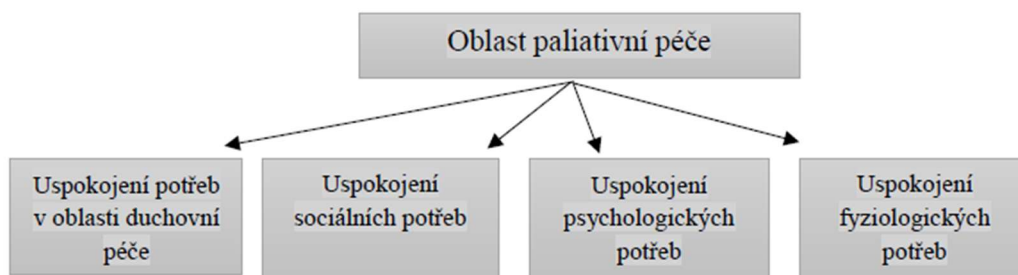 Oblast paliativní péče
Uspokojení potřeb
v oblasti duchovní
péče
Uspokojení
sociálních potřeb
Uspokojení
psychologických
potřeb
Uspokojení
fyziologických
potřeb